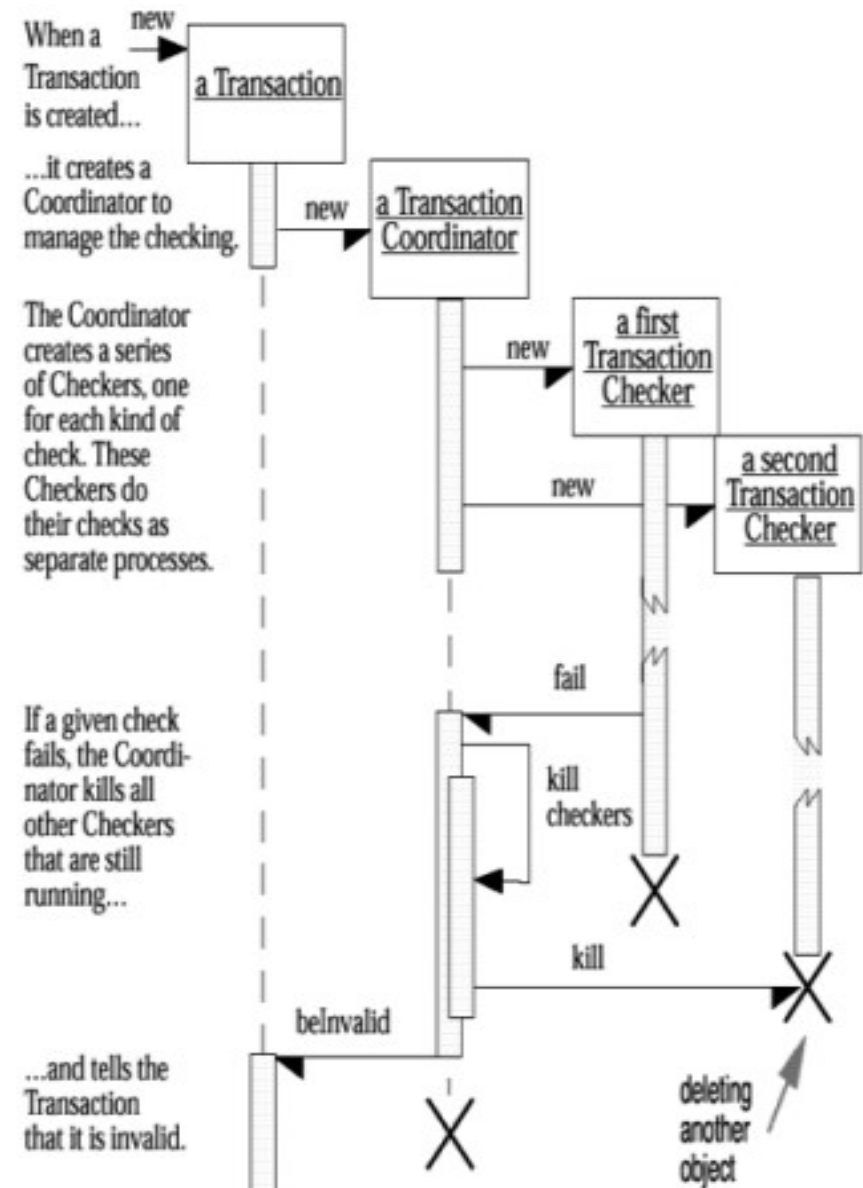 When a
new
Transaction
is created...
a Transaction
...it creates a
Coordinator to
manage the checking.
new
a Transaction
Coordinator
The Coordinator
creates a series
of Checkers, one
for each kind of
check. These
Checkers do
their checks as
separate processes.
new
a first
Transaction
Checker
new
a second
Transaction
Checker
fail
If a given check
fails, the Coordi-
nator kills all
other Checkers
that are still
running...
kill
checkers
kill
beInvalid
...and tells the
Transaction
that it is invalid.
deleting
another
object